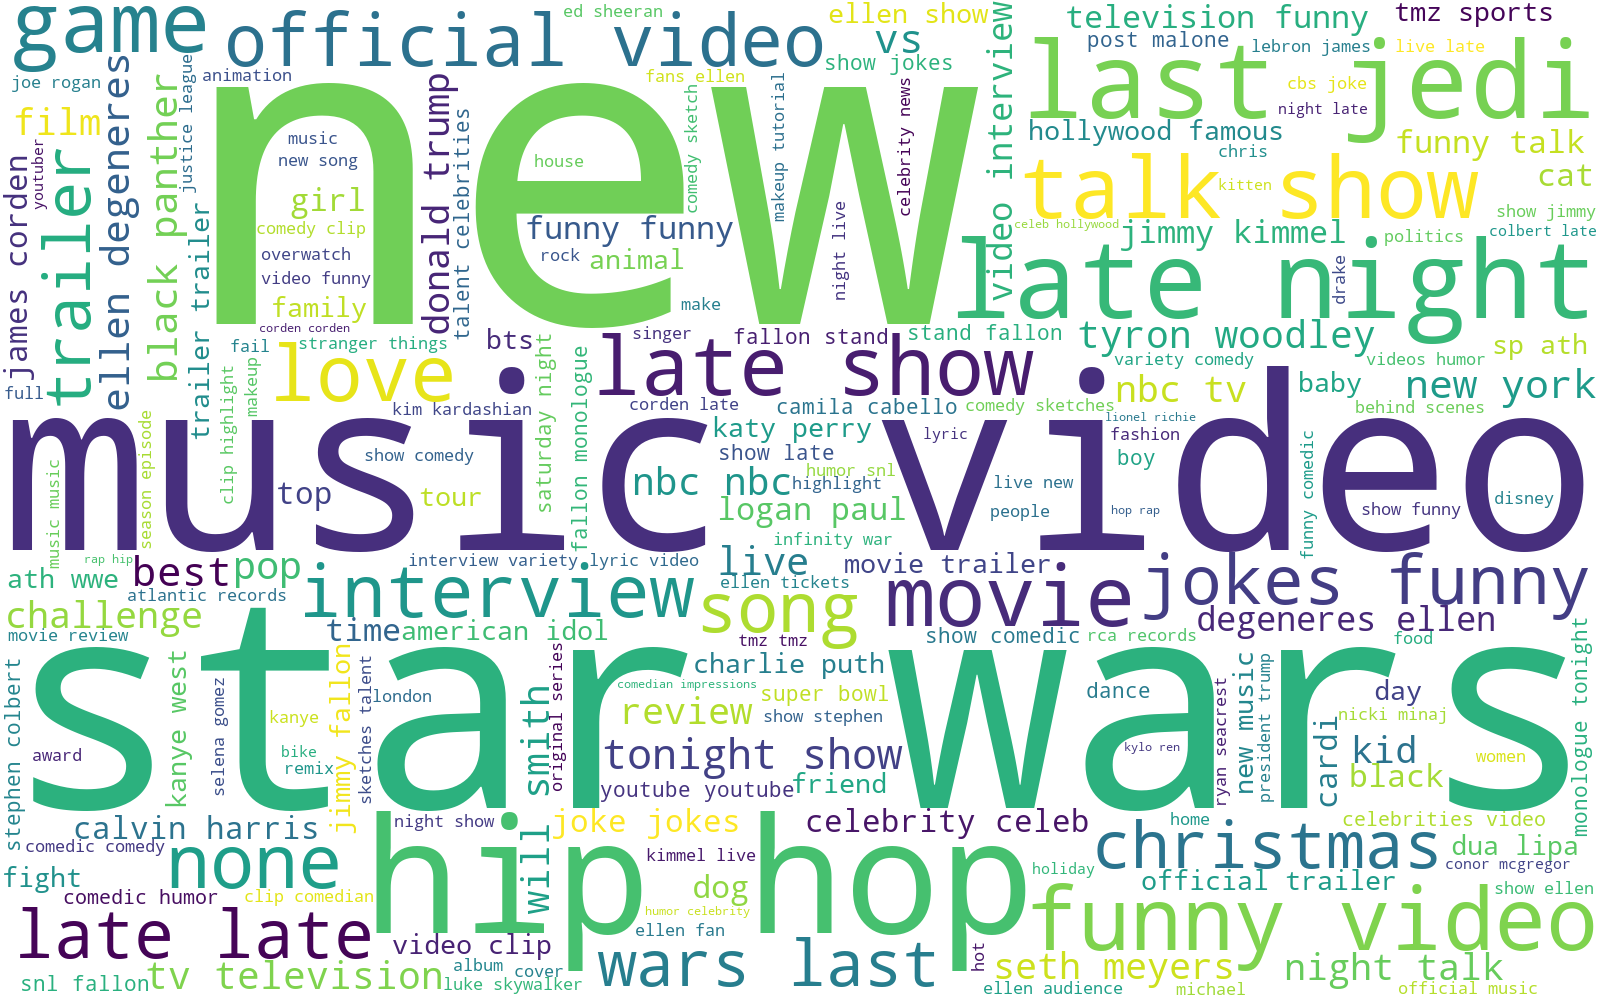 game
official video
ed sheeran
ellen show
vs
television funny
tmz sports
post malone
lebron james
live late
show jokes
joe rogan
animation
fans ellen
last jedi
cbs joke
night late
film
trailer
ellen degeneres
black panther
justice league
new
music
new song
donald trump
talent celebrities
house
comedy sketch
makeup tutorial
celebrity news
video interview
hollywood famous
chris
funny talk
james corden
youtuber
girl
talk show
kitten
cat
comedy clip
funny funny
night live
celeb hollywood
jimmy kimmel
show jimmy
colbert late
politics
overwatch
rock
animal
late night
drake
video funny
trailer trailer
family
make
corden corden
fail
stranger things
bts
singer
fallon stand
stand fallon
tyron woodley
sp ath
full
love
late show
variety comedy
videos humor
makeup
clip highlight
saturday night
fallon monologue
nbc tv
baby
new york
kim kardashian
corden late
camila cabello
comedy sketches
lionel richie
behind scenes
music video
katy perry
lyric
fashion
show comedy
show late
boy
season episode
music music
top
tour
nbc nbc
humor snl
highlight
live new
funny comedic
disney
logan paul
people
hop rap
show funny
infinity war
rap hip
best
pop
interview variety
lyric video
live
movie trailer
ath wwe
atlantic records
ellen tickets
interview
movie
jokes funny
challenge
song
degeneres ellen
movie review
time
american idol
tmz tmz
show comedic
rca records
food
star wars
stephen colbert
kanye west
selena gomez
jimmy fallon
sketches talent
london
smith
original series
charlie puth
comedian impressions
super bowl
dance
ryan seacrest
new music
president trump
day
monologue tonight
kanye
review
show stephen
cardi
nicki minaj
award
bike
remix
tonight show
kylo ren
kid
women
black
friend
youtube youtube
calvin harris
night show
joke jokes
celebrity celeb
home
celebrities video
comedic comedy
none
hip hop
will
kimmel live
christmas
dua lipa
conor mcgregor
fight
holiday
official trailer
comedic humor
clip comedian
dog
show ellen
late late
humor celebrity
funny video
ellen fan
video clip
hot
album
cover
wars last
seth meyers
night talk
snl fallon
tv television
luke skywalker
ellen audience
michael
official music